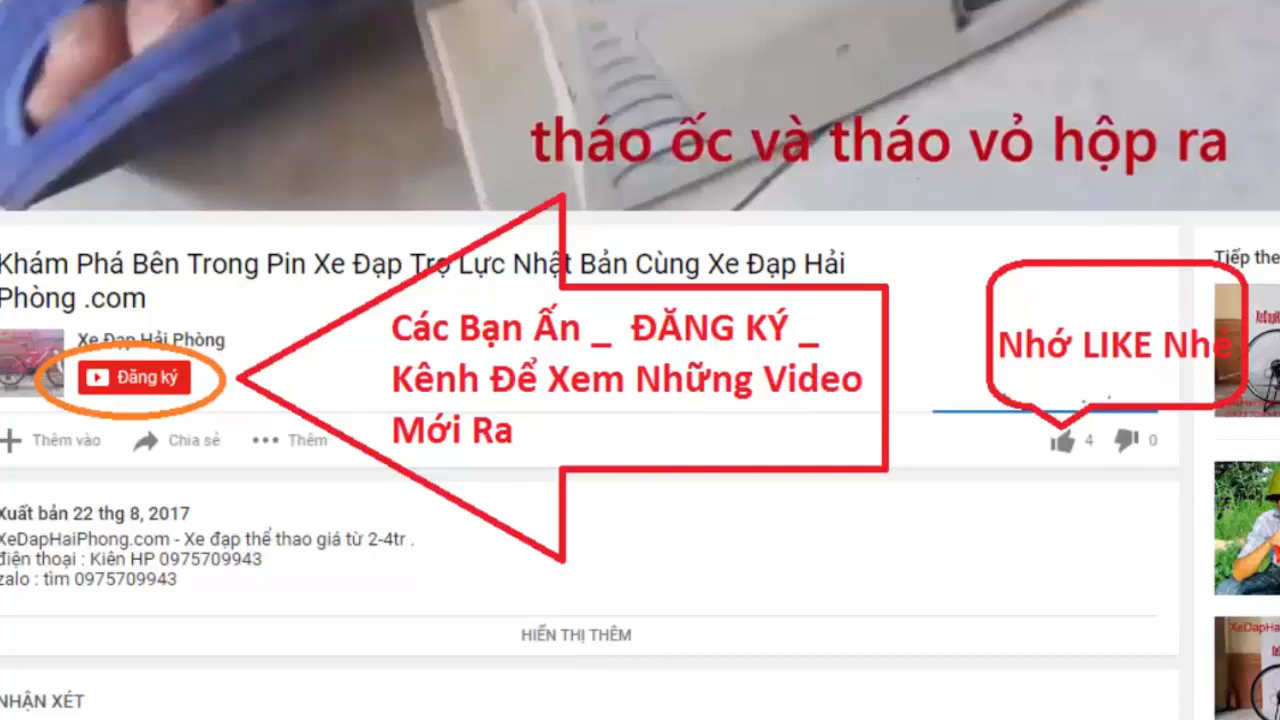 tháo ốc và tháo vỏ hộp ra
Khám Phá Bên Trong Pin Xe Đạp Trợ Lực Nhật Bản Cùng Xe Đạp Hải
Phòng .com
Xe Đạp Hải Phòng
Đăng ký
Các Bạn Ấn _ ĐĂNG KÝ _
Kênh Để Xem Những Video
Mới Ra
Nhớ LIKE Nhé
Tiếp the
Thêm vào
Chia sẻ
Thêm
4
0
Xuất bản 22 thg 8, 2017
XeDapHaiPhong.com - Xe đạp thể thao giá từ 2-4tr .
điện thoại : Kiên HP 0975709943
zalo : tìm 0975709943
HIỂN THỊ THÊM
NHẬN XÉT